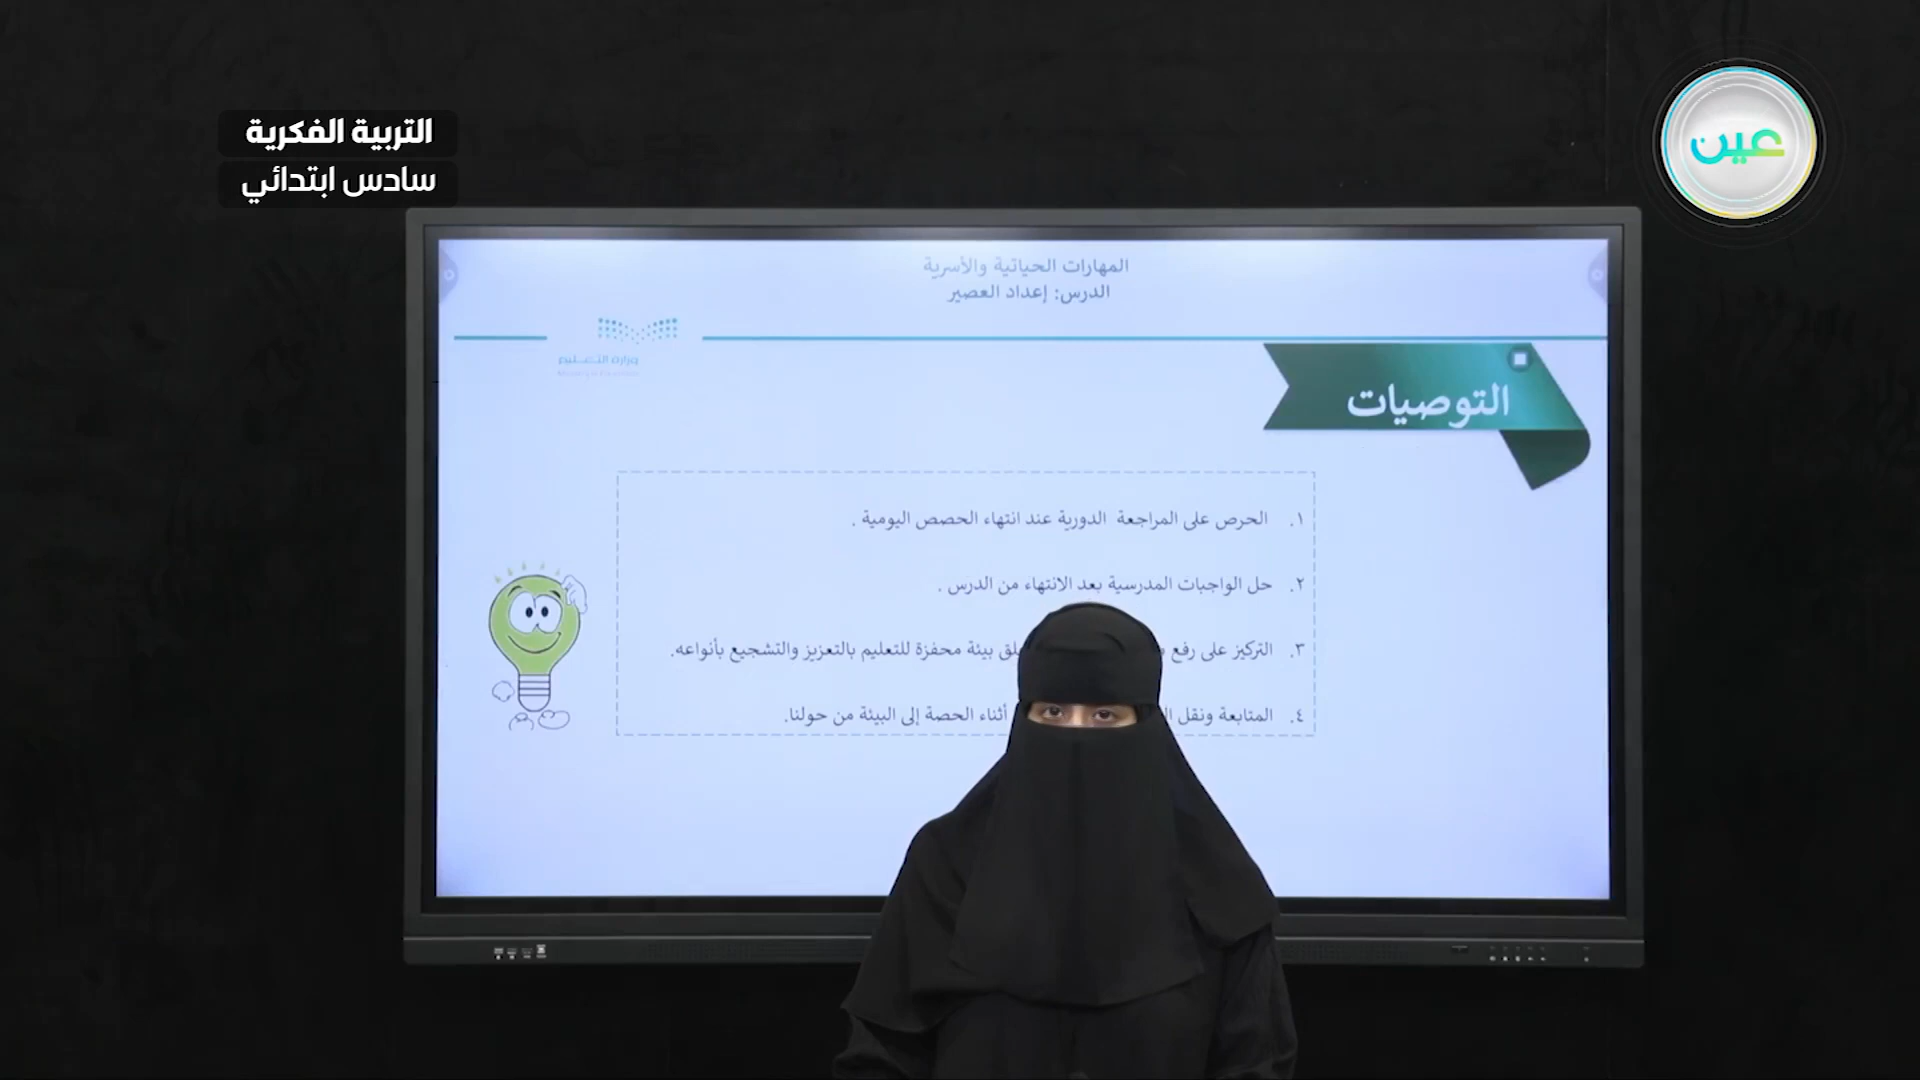 التربية الفكرية
سادس ابتدائي
عين
المهارات الحياتية والأسرية
الدرس: إعداد العصير
وزارة التعليم
التوصيات
١. الحرص على المراجعة الدورية عند انتهاء الحصص اليومية .
٢. حل الواجبات المدرسية بعد الانتهاء من الدرس .
٣. التركيز على رفع بيئة محفزة للتعليم بالتعزيز والتشجيع بأنواعه.
٤. المتابعة ونقل أثناء الحصة إلى البيئة من حولنا.